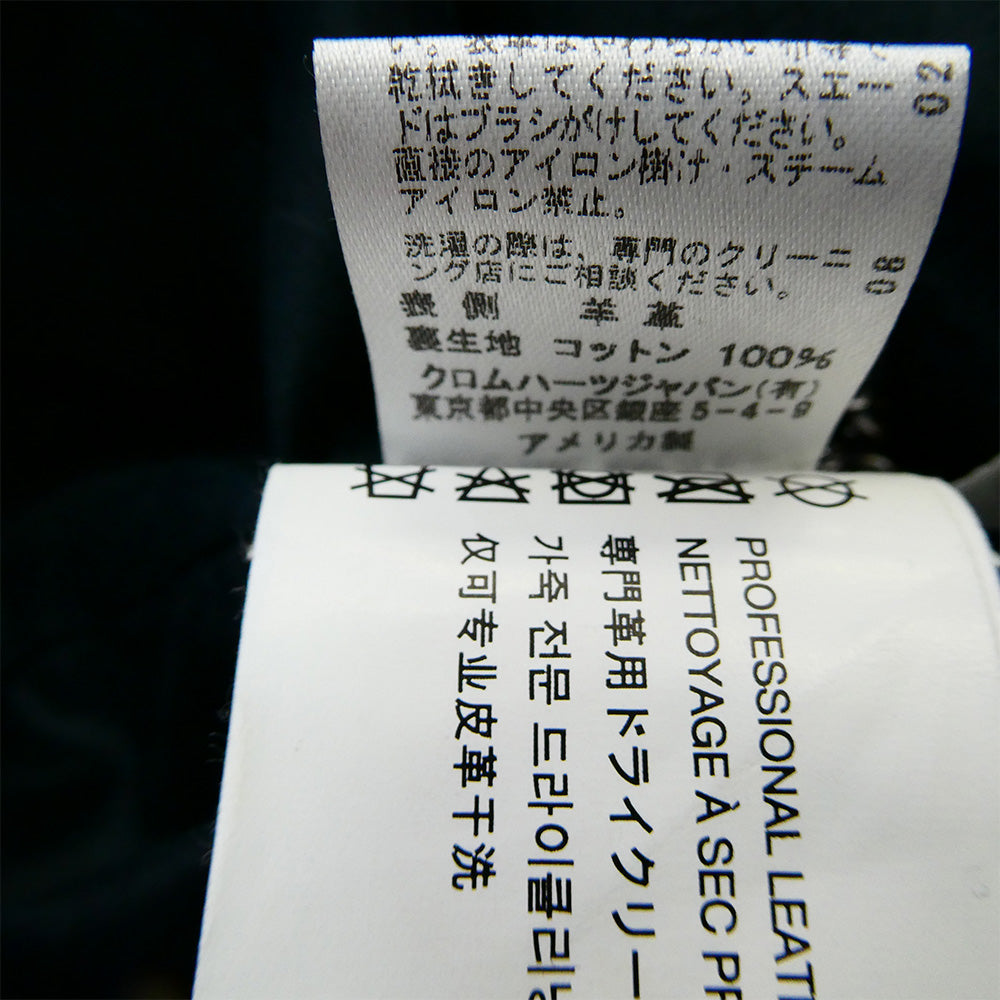 乾拭きしてください。スエー
ドはブラシがけしてください。
直接のアイロン掛け・スチーム
アイロン禁止。
洗濯の際は、専門のクリーニ
ング店にご相談ください。
羊革
裏生地 コットン 100%
クロムハーツジャパン(有)
東京都中央区銀座5-4-9
アメリカ製
02
08
PROFESSIONAL LEAT
NETTOYAGE À SEC PR
専門革用ドライクリー
가죽 전문 드라이클리닝
仅可专业皮革干洗